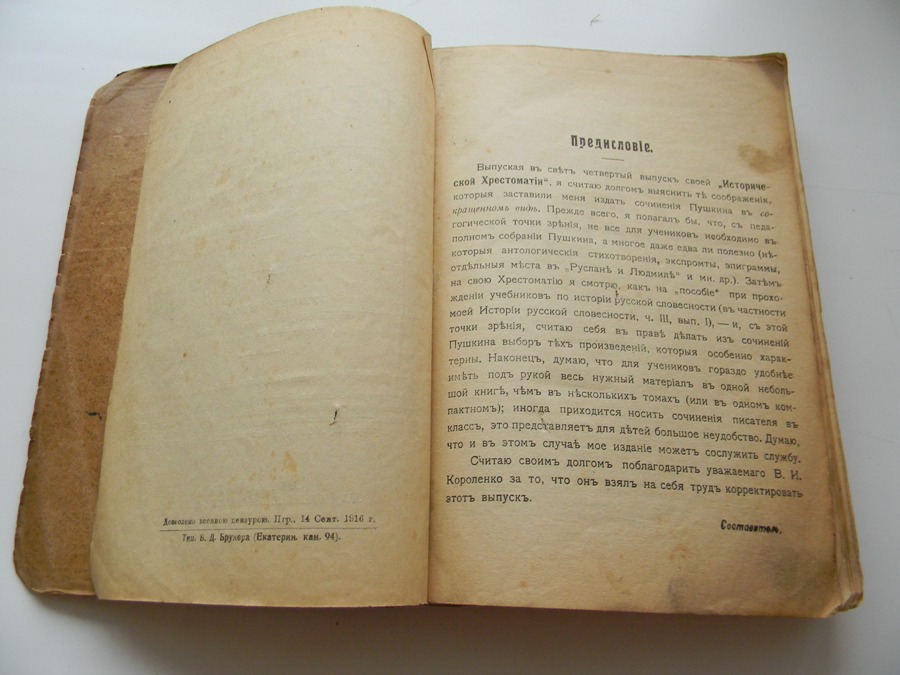 Дозволено военною цензурою. Птгр., 14 Сент. 1916 г.
Тип. Б. Д. Брукера (Екатерин. кан. 94).
Предисловіе.
Выпуская въ свѣтъ четвертый выпускъ своей „Историче-
ской Хрестоматіи“, я считаю долгомъ выяснить тѣ соображенія,
которыя заставили меня издать сочиненія Пушкина въ со-
кращенномъ видѣ. Прежде всего, я полагалъ бы, что, съ педа-
гогической точки зрѣнія, не все для учениковъ необходимо въ
полномъ собраніи Пушкина, а многое даже едва ли полезно (нѣ-
которыя антологическія стихотворенія, экспромты, эпиграммы,
отдѣльныя мѣста въ „Русланѣ и Людмилѣ“ и мн. др.). Затѣмъ
на свою Хрестоматію я смотрю, какъ на „пособіе“ при прохо-
жденіи учебниковъ по исторіи русской словесности (въ частности
моей Исторіи русской словесности, ч. III, вып. I),—и, съ этой
точки зрѣнія, считаю себя въ правѣ дѣлать изъ сочиненій
Пушкина выборъ тѣхъ произведеній, которыя особенно харак-
терны. Наконецъ, думаю, что для учениковъ гораздо удобнѣе
имѣть подъ рукой весь нужный матеріалъ въ одной неболь-
шой книгѣ, чѣмъ въ нѣсколькихъ томахъ (или въ одномъ ком-
пактномъ); иногда приходится носить сочиненія писателя въ
классъ, это представляетъ для дѣтей большое неудобство. Думаю,
что и въ этомъ случаѣ мое изданіе можетъ сослужить службу.
Считаю своимъ долгомъ поблагодарить уважаемаго В. И.
Короленко за то, что онъ взялъ на себя трудъ корректировать
этотъ выпускъ.
Составитель.